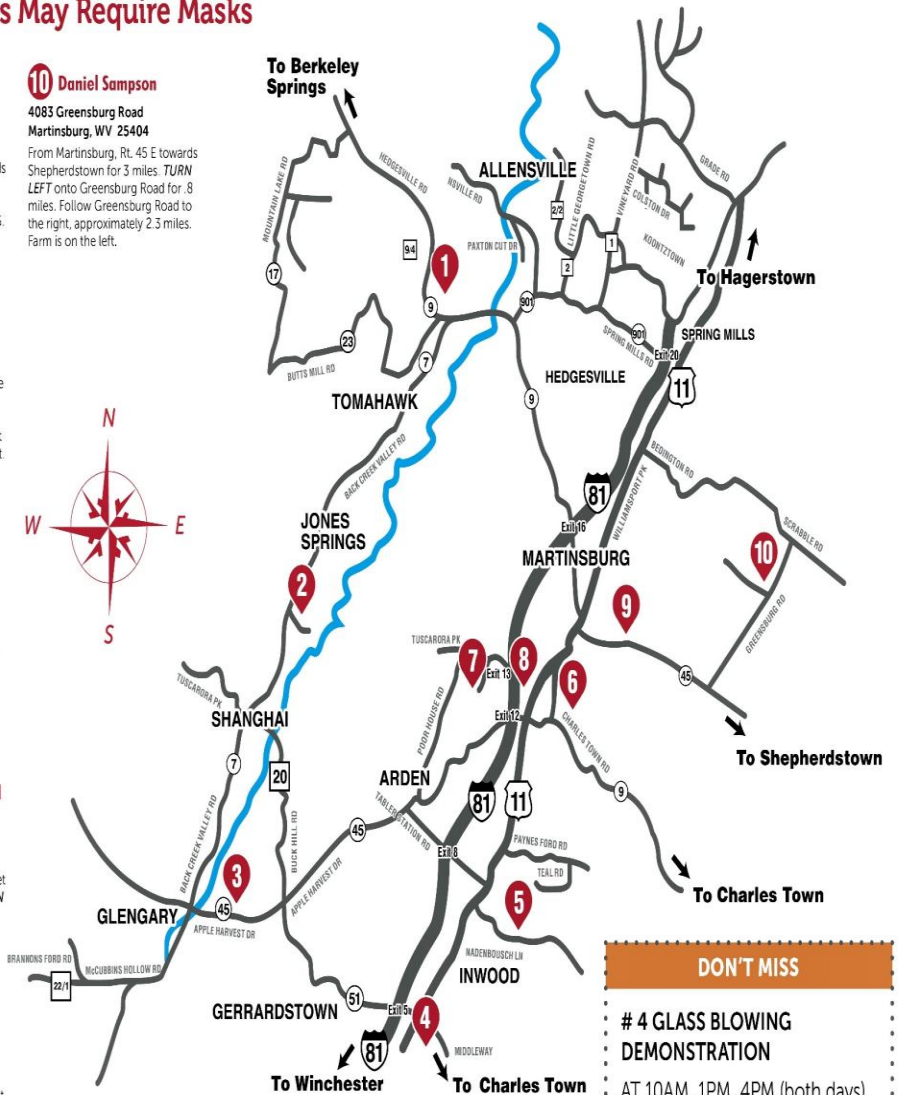 s May Require Masks
10 Daniel Sampson
4083 Greensburg Road
Martinsburg, WV 25404
From Martinsburg, Rt. 45 E towards
Shepherdstown for 3 miles. TURN
LEFT onto Greensburg Road for .8
miles. Follow Greensburg Road to
the right, approximately 2.3 miles.
Farm is on the left.
To Berkeley
Springs
HEDGESVILLE RD
MOUNTAIN LAKE RD
NSVILLE RD
ALLENSVILLE
PAXTON CUT DR
2/2
LITTLE GEORGETOWN RD
VINEYARD RD
GRADE RD
COLSTON DR
KOONTZTOWN
9/4
1
1
2
17
9
901
To Hagerstown
23
BUTTS MILL RD
7
901
SPRING MILLS RD
SPRING MILLS
Exit 20
11
HEDGESVILLE
9
TOMAHAWK
BACK CREEK VALLEY RD
N
W
E
S
JONES
SPRINGS
2
81
WILLIAMSPORT PK
BEDINGTON RD
SCRABBLE RD
Exit 16
MARTINSBURG
10
9
GREENSBURG RD
TUSCARORA PK
7
Exit 13
8
6
45
TUSCARORA PK
SHANGHAI
POOR HOUSE RD
Exit 12
CHARLES TOWN RD
To Shepherdstown
7
20
ARDEN
81
11
9
TABLER STATION RD
BACK CREEK VALLEY RD
BUCK HILL RD
45
Exit 8
PAYNES FORD RD
TEAL RD
To Charles Town
3
APPLE HARVEST DR
5
GLENGARY
45
APPLE HARVEST DR
NADENBOUSCH LN
INWOOD
BRANNONS FORD RD
McCUBBINS HOLLOW RD
22/1
GERRARDSTOWN
51
Exit 5
4
MIDDLEWAY
81
To Winchester
To Charles Town
DON'T MISS
# 4 GLASS BLOWING
DEMONSTRATION
AT 10AM, 1PM, 4PM (both days)